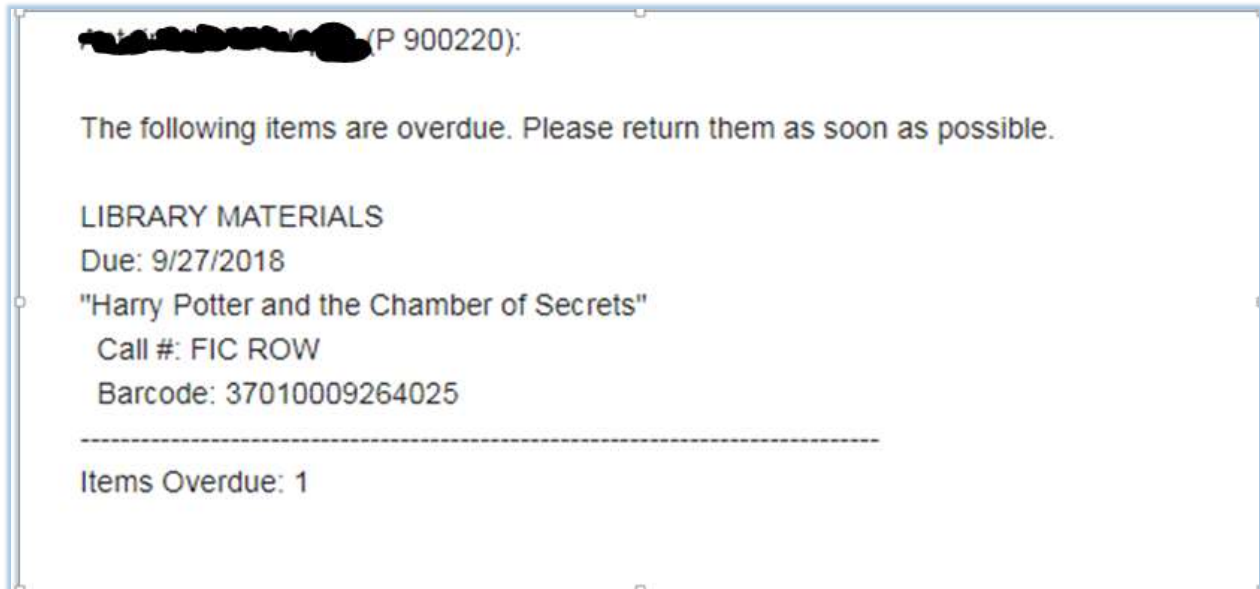 (P 900220):
The following items are overdue. Please return them as soon as possible.
LIBRARY MATERIALS
Due: 9/27/2018
"Harry Potter and the Chamber of Secrets"
Call #: FIC ROW
Barcode: 37010009264025
--------------------------------------------------------------------------------
Items Overdue: 1